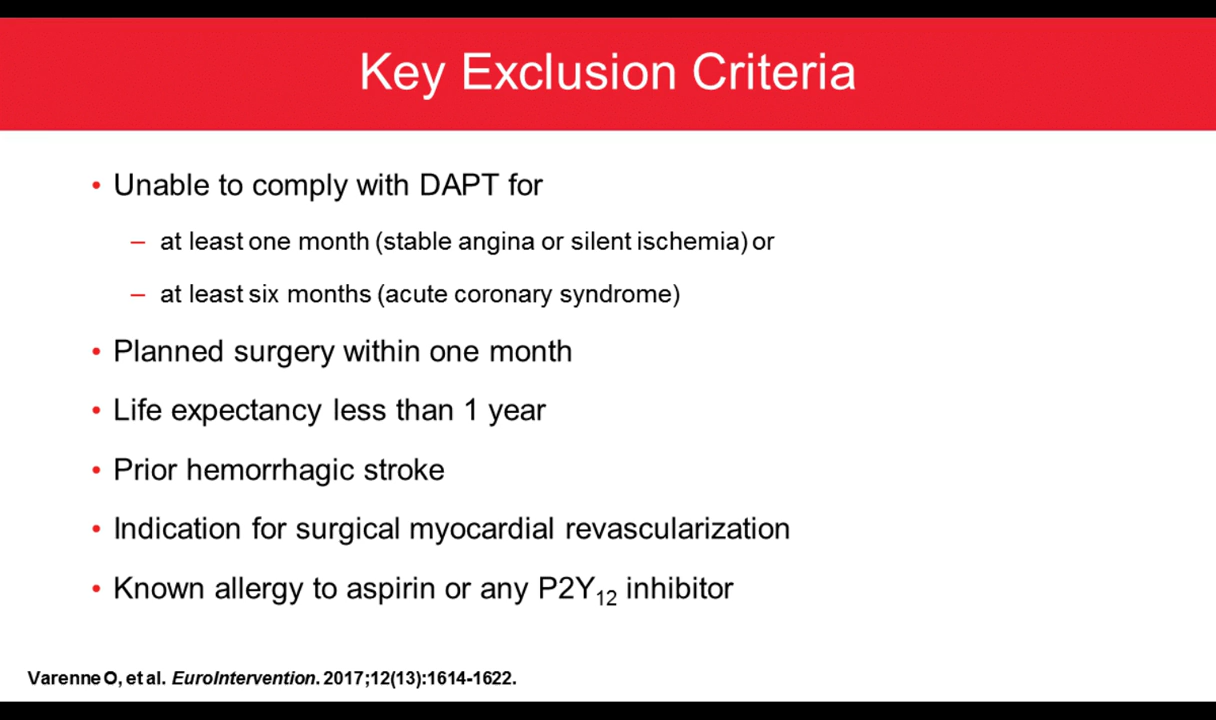 Key Exclusion Criteria
• Unable to comply with DAPT for
– at least one month (stable angina or silent ischemia) or
– at least six months (acute coronary syndrome)
• Planned surgery within one month
• Life expectancy less than 1 year
• Prior hemorrhagic stroke
• Indication for surgical myocardial revascularization
• Known allergy to aspirin or any P2Y₁₂ inhibitor
Varenne O, et al. EuroIntervention. 2017;12(13):1614-1622.